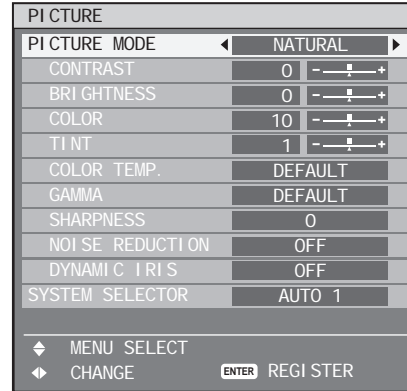 PICTURE
PICTURE MODE NATURAL
CONTRAST 0 - +
BRIGHTNESS 0 - +
COLOR 10 - +
TINT 1 - +
COLOR TEMP. DEFAULT
GAMMA DEFAULT
SHARPNESS 0
NOISE REDUCTION OFF
DYNAMIC IRIS OFF
SYSTEM SELECTOR AUTO 1
MENU SELECT
CHANGE ENTER REGISTER